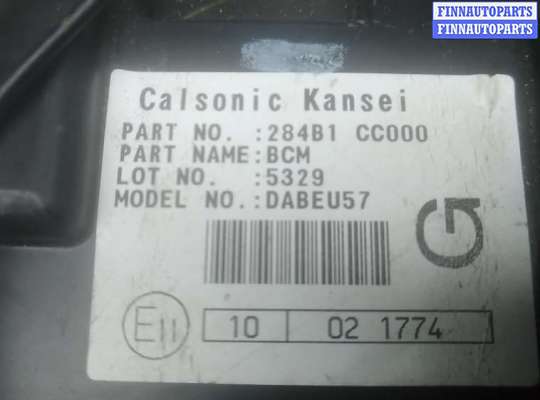 FINNAUTOPARTS
FINNAUTOPARTS
Calsonic Kansei
PART NO. :284B1 CC000
PART NAME:BCM
LOT NO. :5329
MODEL NO.:DABEU57
G
E11 10 02 1774